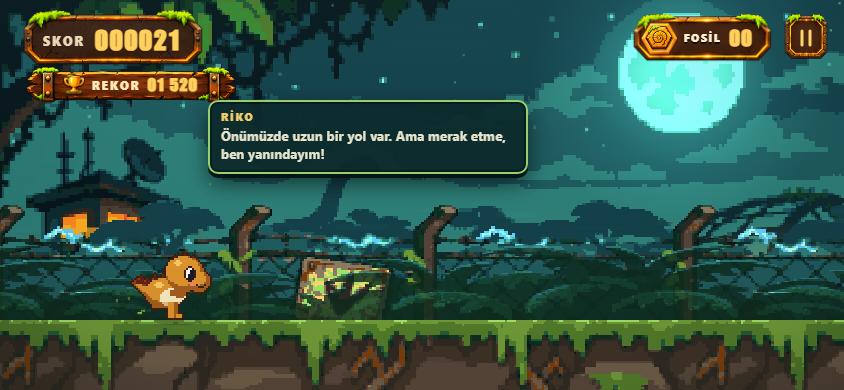 SKOR 000021
FOSİL 00
REKOR 01 520
RİKO
Önümüzde uzun bir yol var. Ama merak etme,
ben yanındayım!